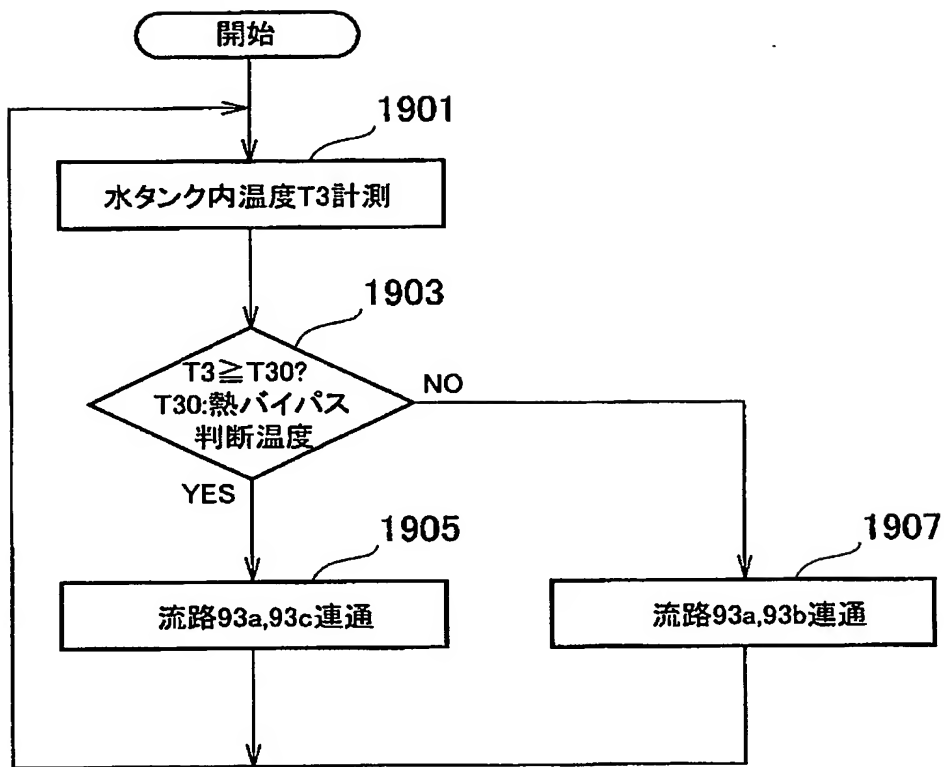 開始
1901
水タンク内温度T3計測
1903
T3≧T30?
T30:熱バイパス
判断温度
NO
YES
1905
流路93a,93c連通
1907
流路93a,93b連通